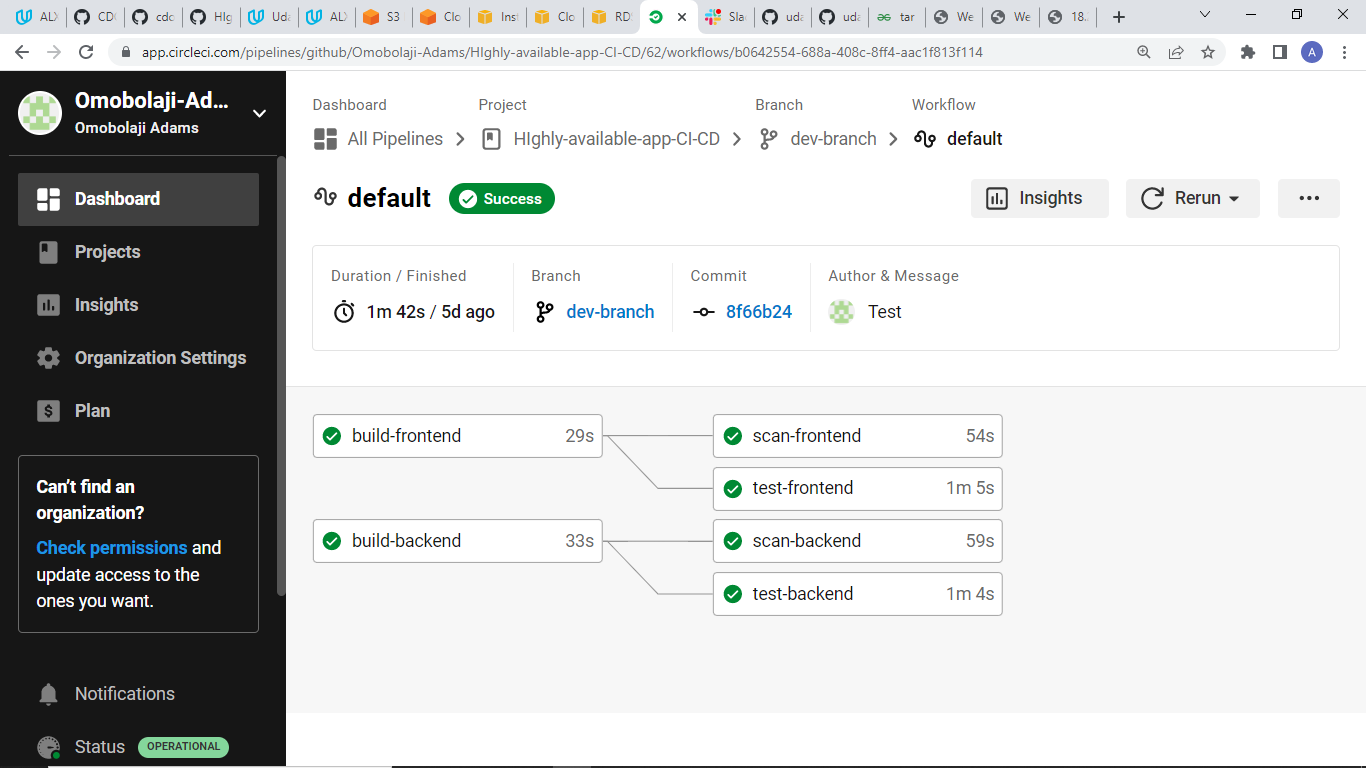 ALX
CDC
cdc
HIg
Uda
ALX
S3
Clo
Inst
Clo
RDS
Sla
uda
uda
tar
We
We
18.
app.circleci.com/pipelines/github/Omobolaji-Adams/HIghly-available-app-CI-CD/62/workflows/b0642554-688a-408c-8ff4-aac1f813f114
A
Omobolaji-Ad...
Omobolaji Adams
Dashboard
Projects
Insights
Organization Settings
Plan
Can't find an
organization?
Check permissions and
update access to the
ones you want.
Notifications
Status OPERATIONAL
Dashboard Project Branch Workflow
All Pipelines HIghly-available-app-CI-CD dev-branch default
default Success Insights Rerun
Duration / Finished Branch Commit Author & Message
1m 42s / 5d ago dev-branch 8f66b24 Test
build-frontend 29s scan-frontend 54s
test-frontend 1m 5s
build-backend 33s scan-backend 59s
test-backend 1m 4s